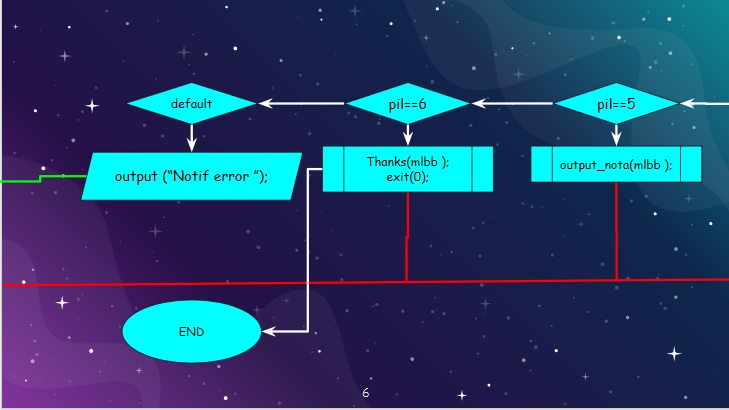 default
pil==6
pil==5
output (“Notif error ”);
Thanks(mlbb );
exit(0);
output_nota(mlbb );
END
6